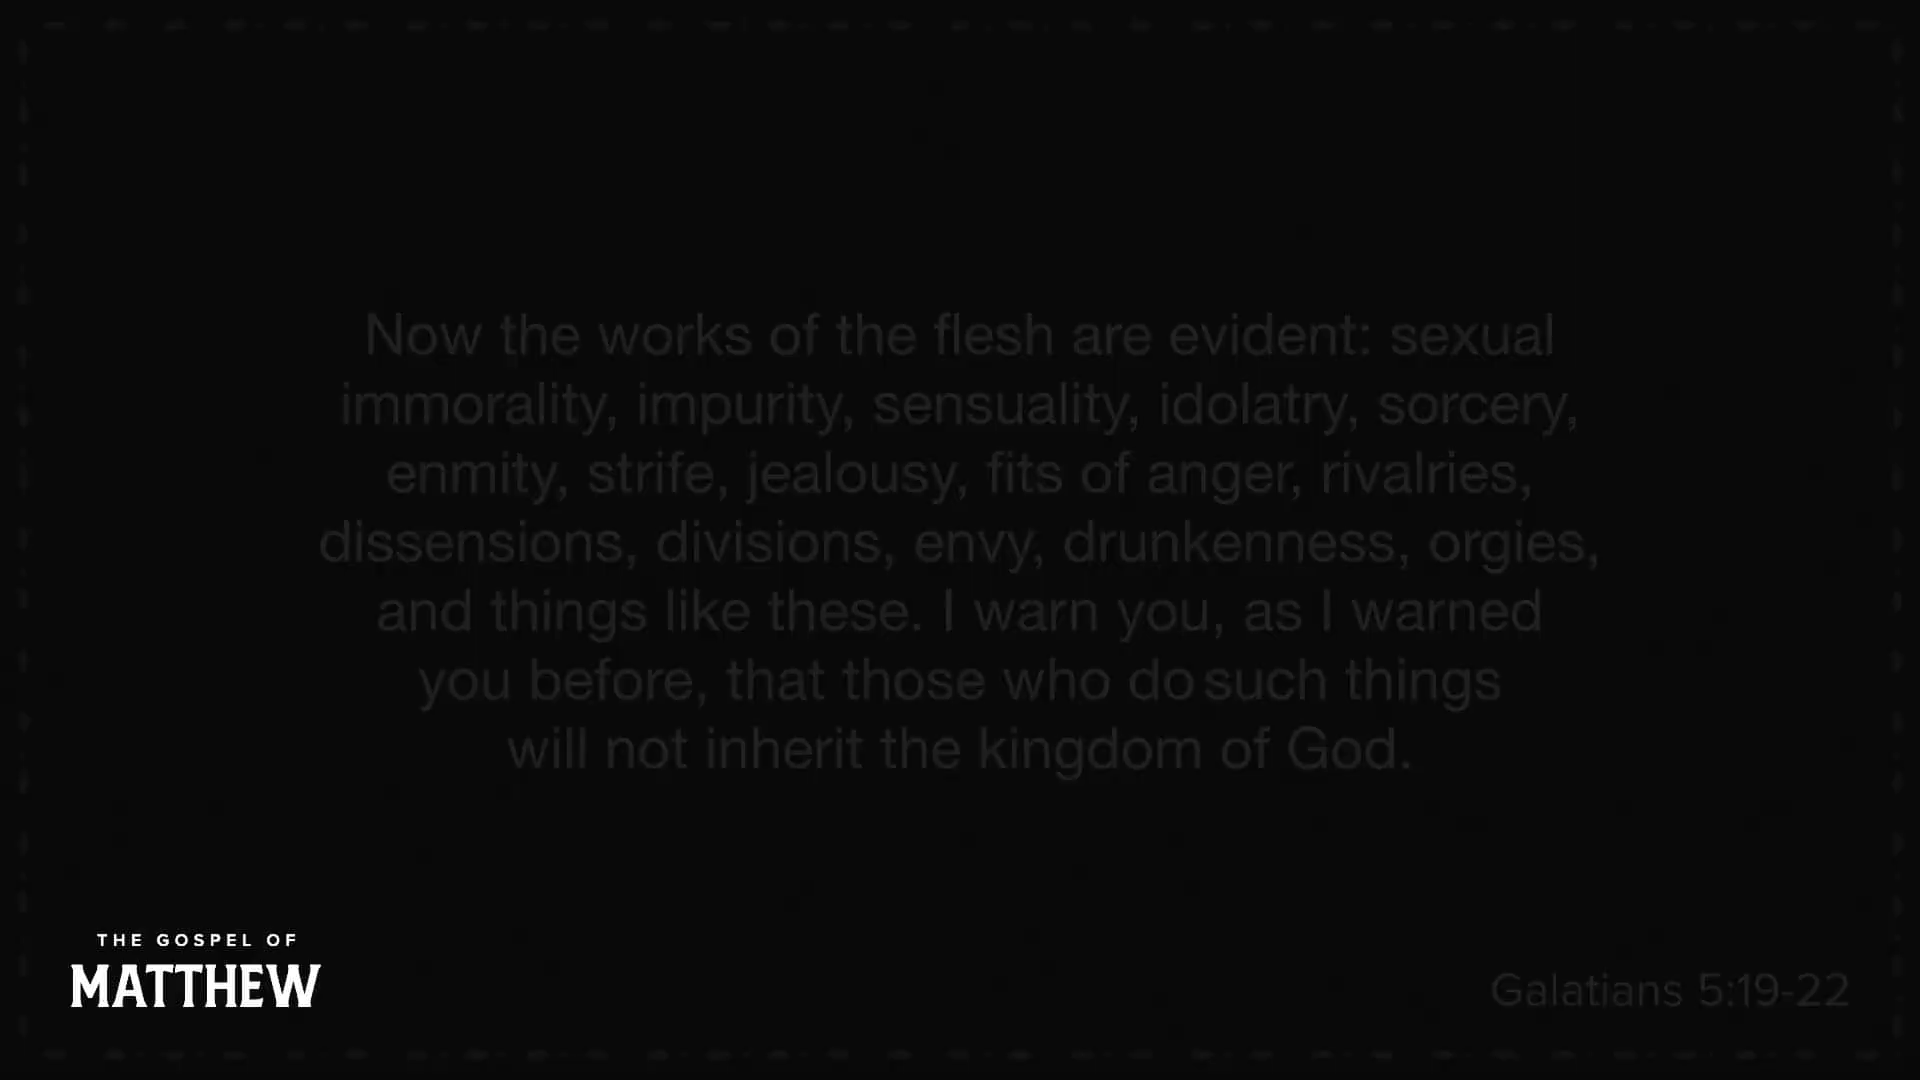 Now the works of the flesh are evident: sexual
immorality, impurity, sensuality, idolatry, sorcery,
enmity, strife, jealousy, fits of anger, rivalries,
dissensions, divisions, envy, drunkenness, orgies,
and things like these. I warn you, as I warned
you before, that those who do such things
will not inherit the kingdom of God.
THE GOSPEL OF
MATTHEW
Galatians 5:19-22